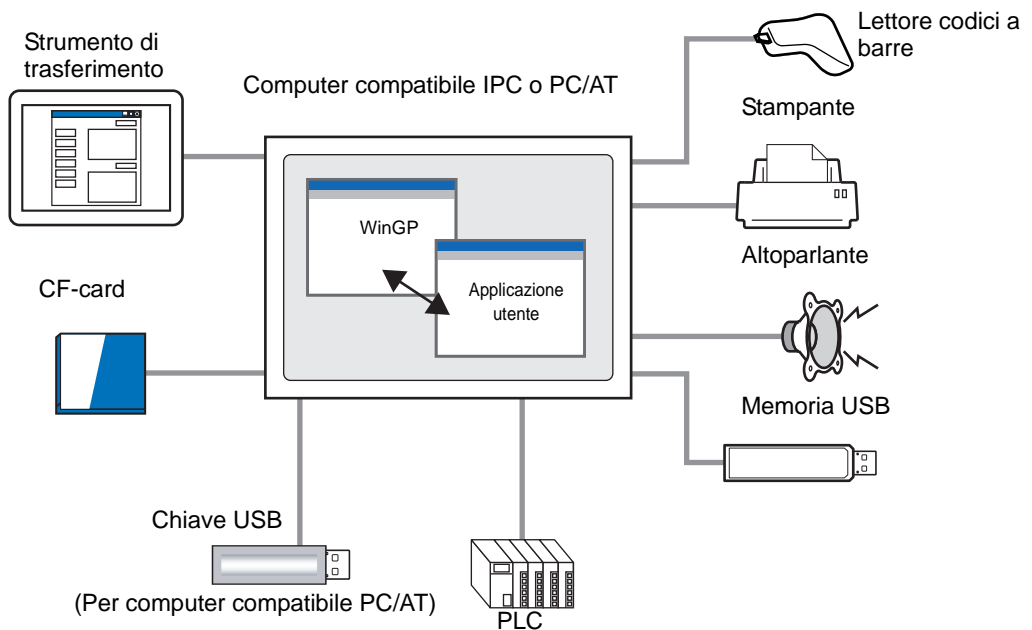 Lettore codici a
barre
Strumento di
trasferimento
Computer compatibile IPC o PC/AT
Stampante
WinGP
Altoparlante
CF-card
Applicazione
utente
Memoria USB
Chiave USB
(Per computer compatibile PC/AT)
PLC